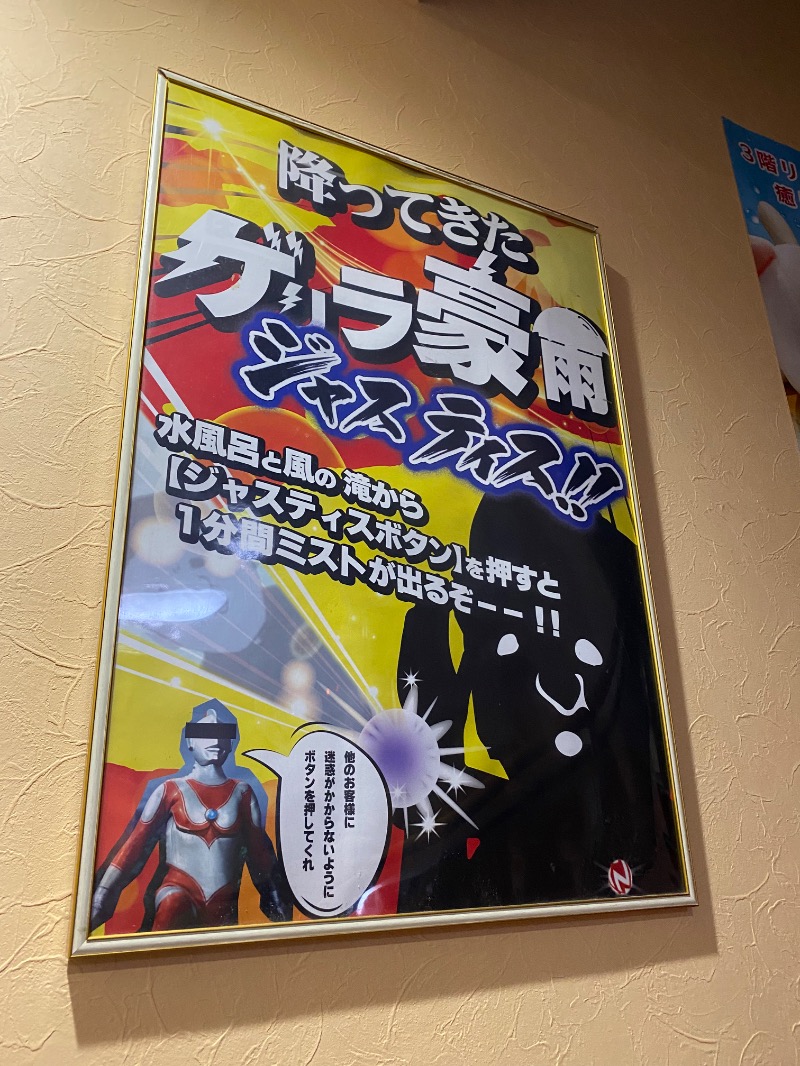 降ってきた
ゲリラ豪雨
ジャスティス!!
水風呂と風の滝から
【ジャスティスボタン】を押すと
1分間ミストが出るぞーー!!
他のお客様に
迷惑がかからないように
ボタンを押してくれ
N
3階リ
癒